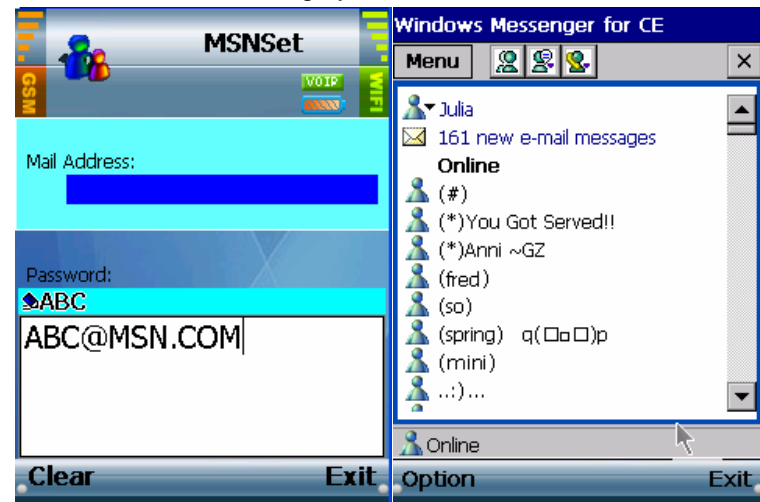 MSNSet
GSM
VOIP
WIFI
Mail Address:
Password:
ABC
ABC@MSN.COM
Clear
Exit
Windows Messenger for CE
Menu
Julia
161 new e-mail messages
Online
(#)
(*)You Got Served!!
(*)Anni ~GZ
(fred)
(so)
(spring) q(□□□)p
(mini)
..:)...
Online
Option
Exit